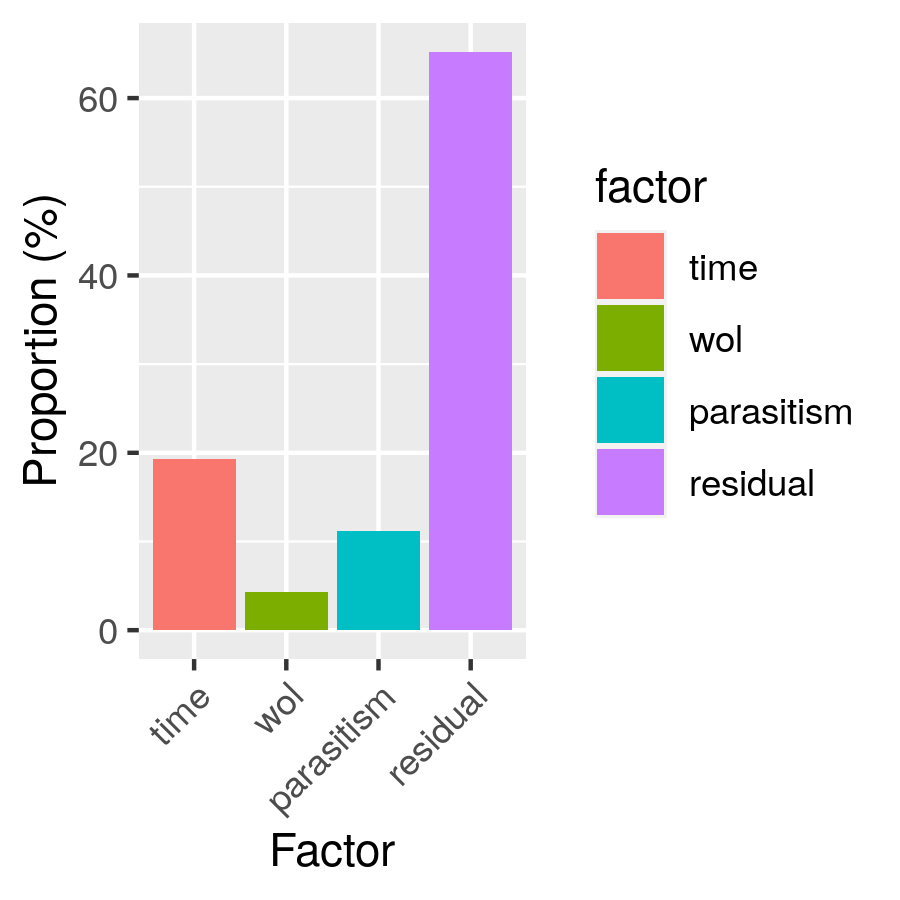 Proportion (%)
60
40
20
0
time
wol
parasitism
residual
Factor
factor
time
wol
parasitism
residual